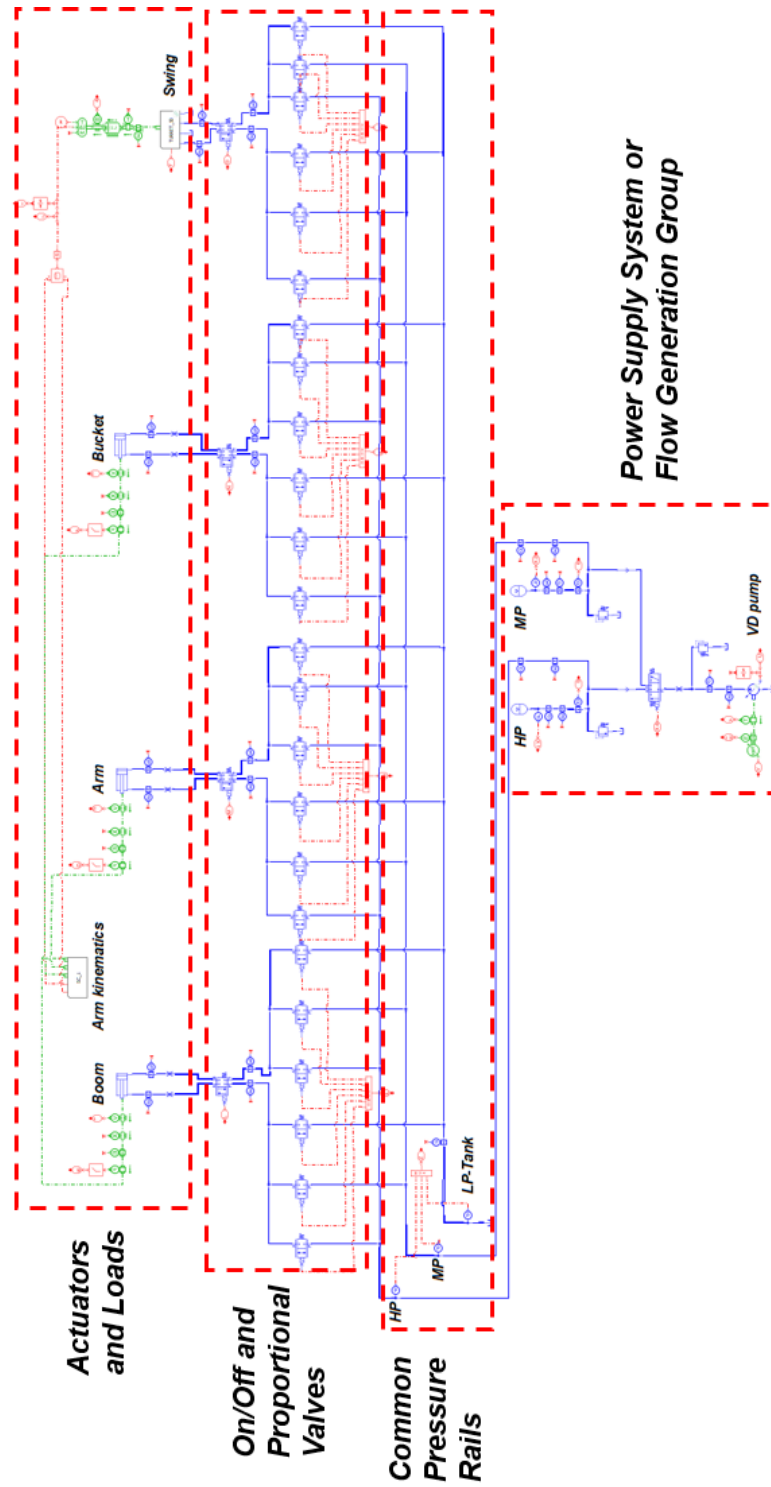 Actuators
and Loads
Boom
Arm kinematics
Arm
Bucket
Swing
On/Off and
Proportional
Valves
Common
Pressure
Rails
HP
MP
LP-Tank
HP
MP
VD pump
Power Supply System or
Flow Generation Group